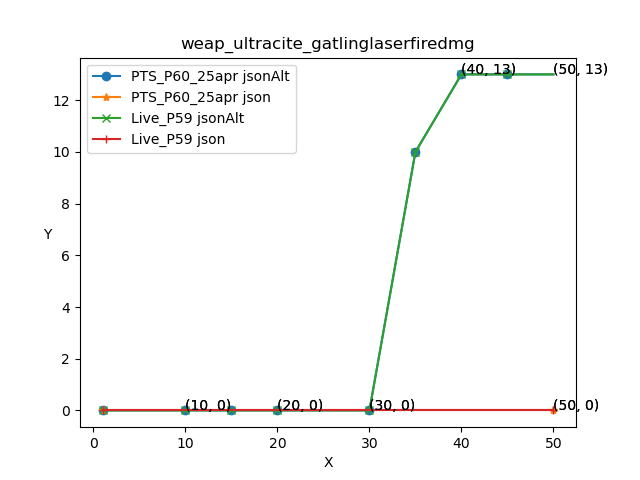 weap_ultracite_gatlinglaserfiredmg
PTS_P60_25apr jsonAlt
PTS_P60_25apr json
Live_P59 jsonAlt
Live_P59 json
(40, 13)
(50, 13)
12
10
8
Y
6
4
2
(10, 0)
(20, 0)
(30, 0)
(50, 0)
0
0
10
20
30
40
50
X